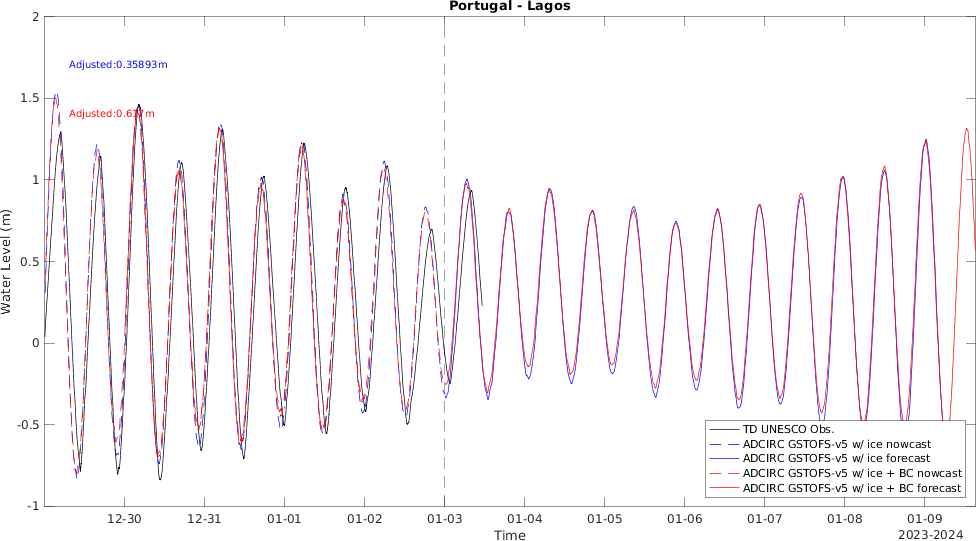 Portugal - Lagos
Adjusted:0.35893m
Adjusted:0.637m
Water Level (m)
2
1.5
1
0.5
0
-0.5
-1
12-30
12-31
01-01
01-02
01-03
01-04
01-05
01-06
01-07
01-08
01-09
Time
2023-2024
TD UNESCO Obs.
ADCIRC GSTOFS-v5 w/ ice nowcast
ADCIRC GSTOFS-v5 w/ ice forecast
ADCIRC GSTOFS-v5 w/ ice + BC nowcast
ADCIRC GSTOFS-v5 w/ ice + BC forecast